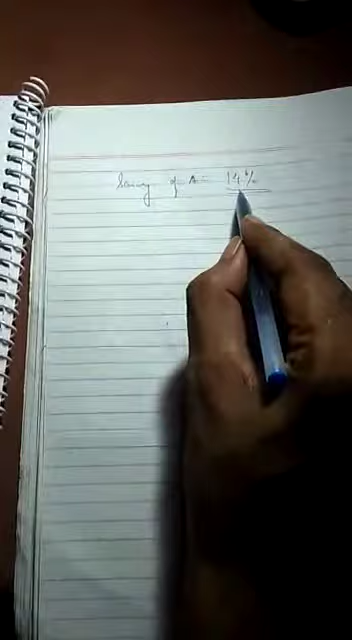 Saving of A = 14%